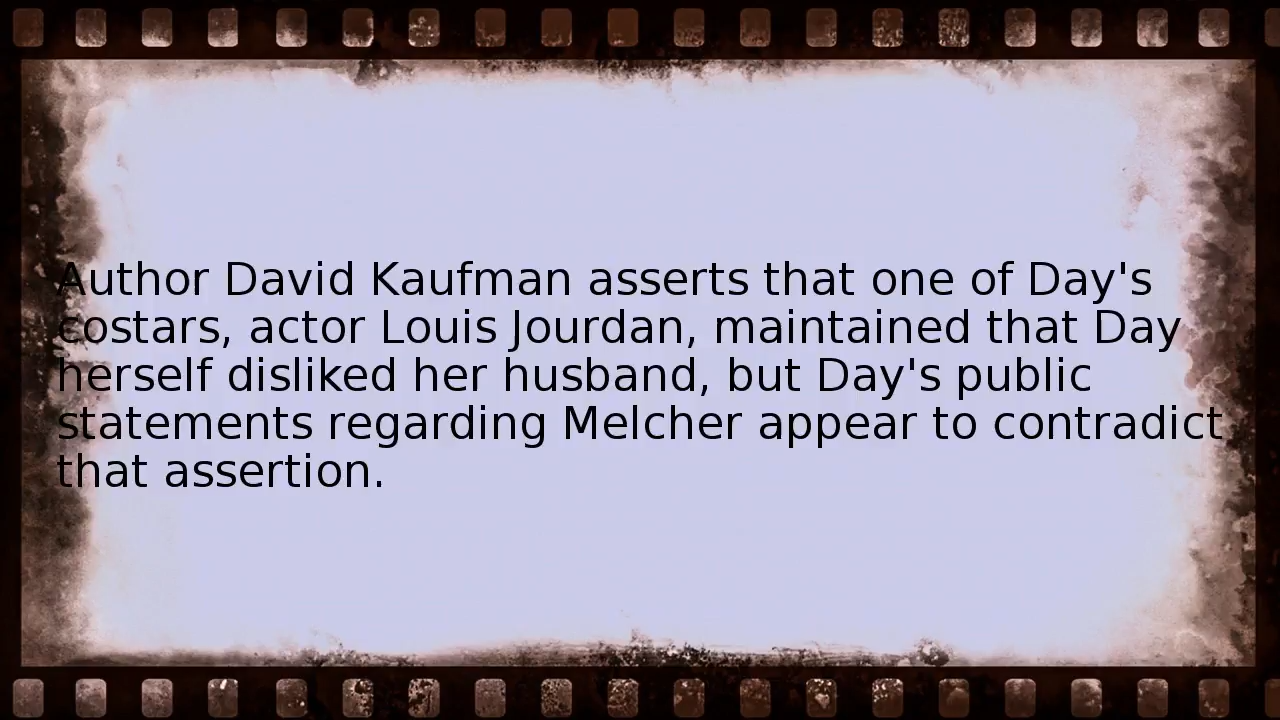 Author David Kaufman asserts that one of Day's
costars, actor Louis Jourdan, maintained that Day
herself disliked her husband, but Day's public
statements regarding Melcher appear to contradict
that assertion.